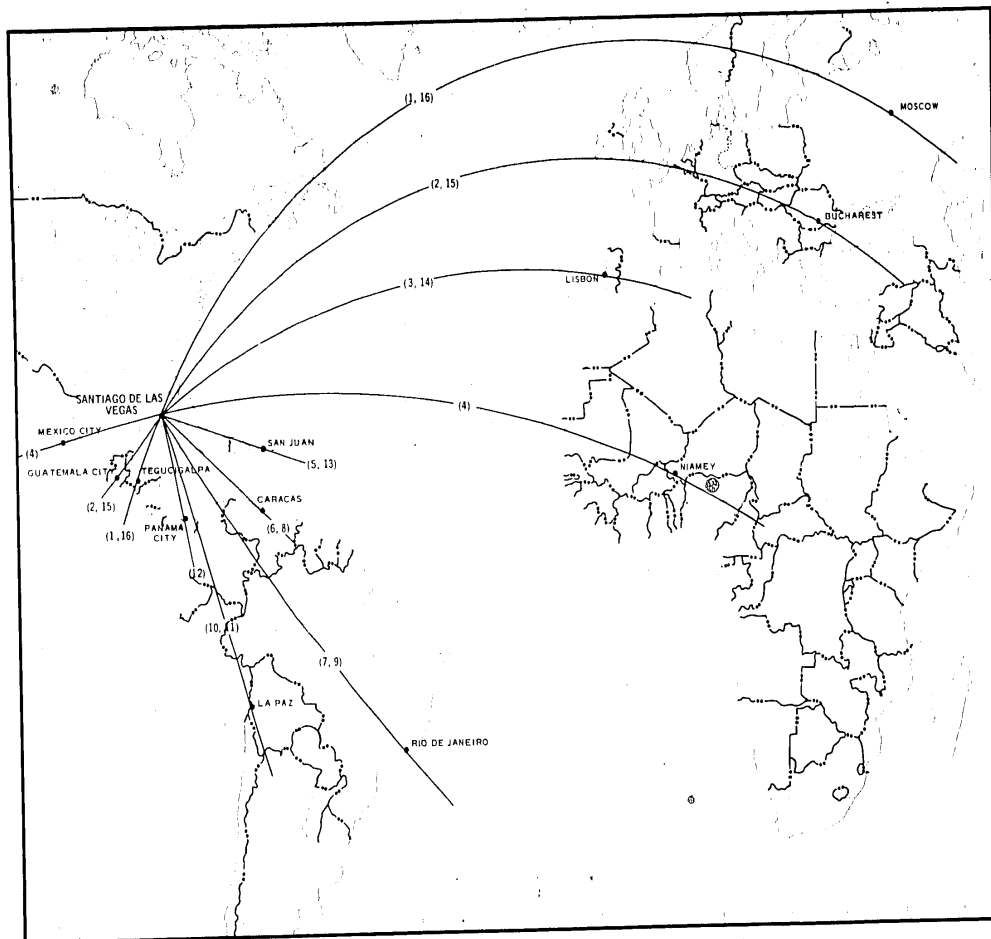 (1, 16)
MOSCOW
(2, 15)
BUCHAREST
(3, 14)
LISBON
SANTIAGO DE LAS
VEGAS
(4)
MEXICO CITY
(4)
SAN JUAN
(5, 13)
GUATEMALA CITY
TEGUCIGALPA
NIAMEY
(2, 15)
CARACAS
(1, 16)
PANAMA
CITY
(6, 8)
(12)
(10, 11)
(7, 9)
LA PAZ
RIO DE JANEIRO